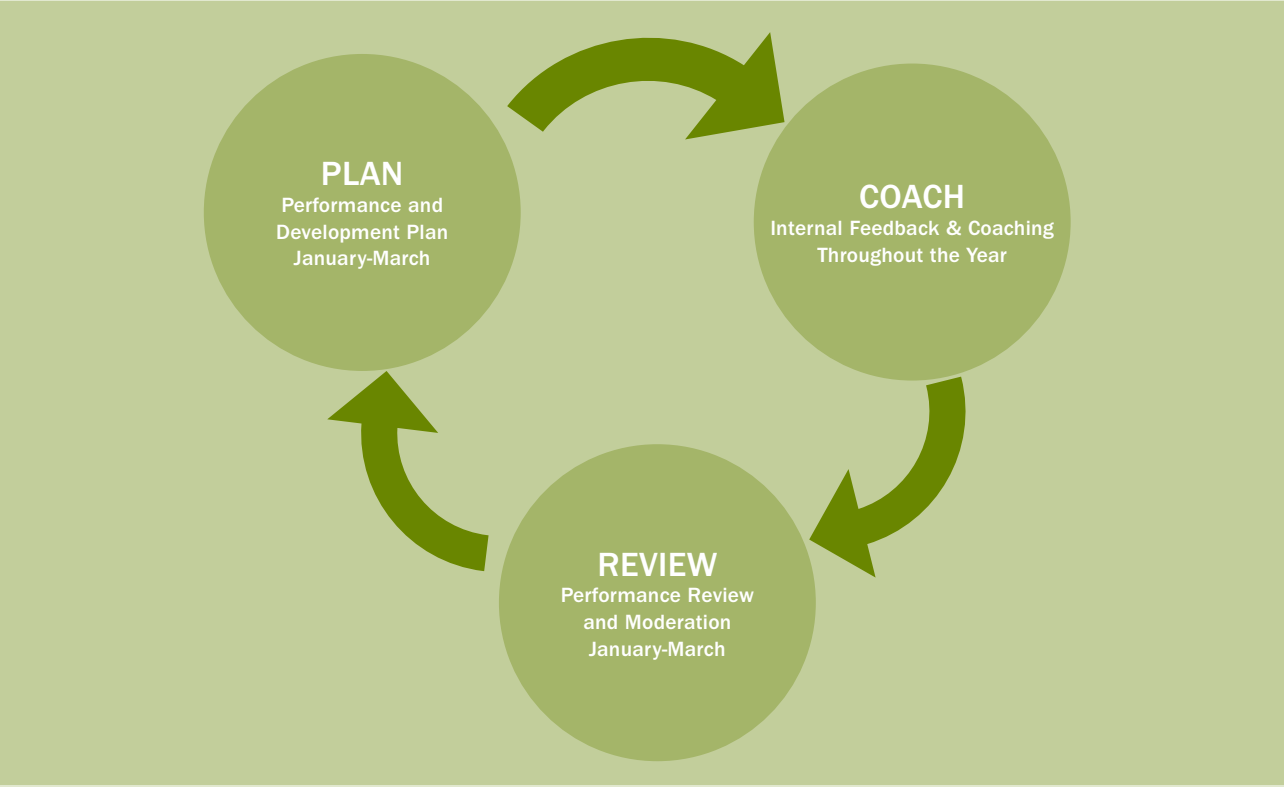 PLAN
Performance and
Development Plan
January-March
COACH
Internal Feedback & Coaching
Throughout the Year
REVIEW
Performance Review
and Moderation
January-March